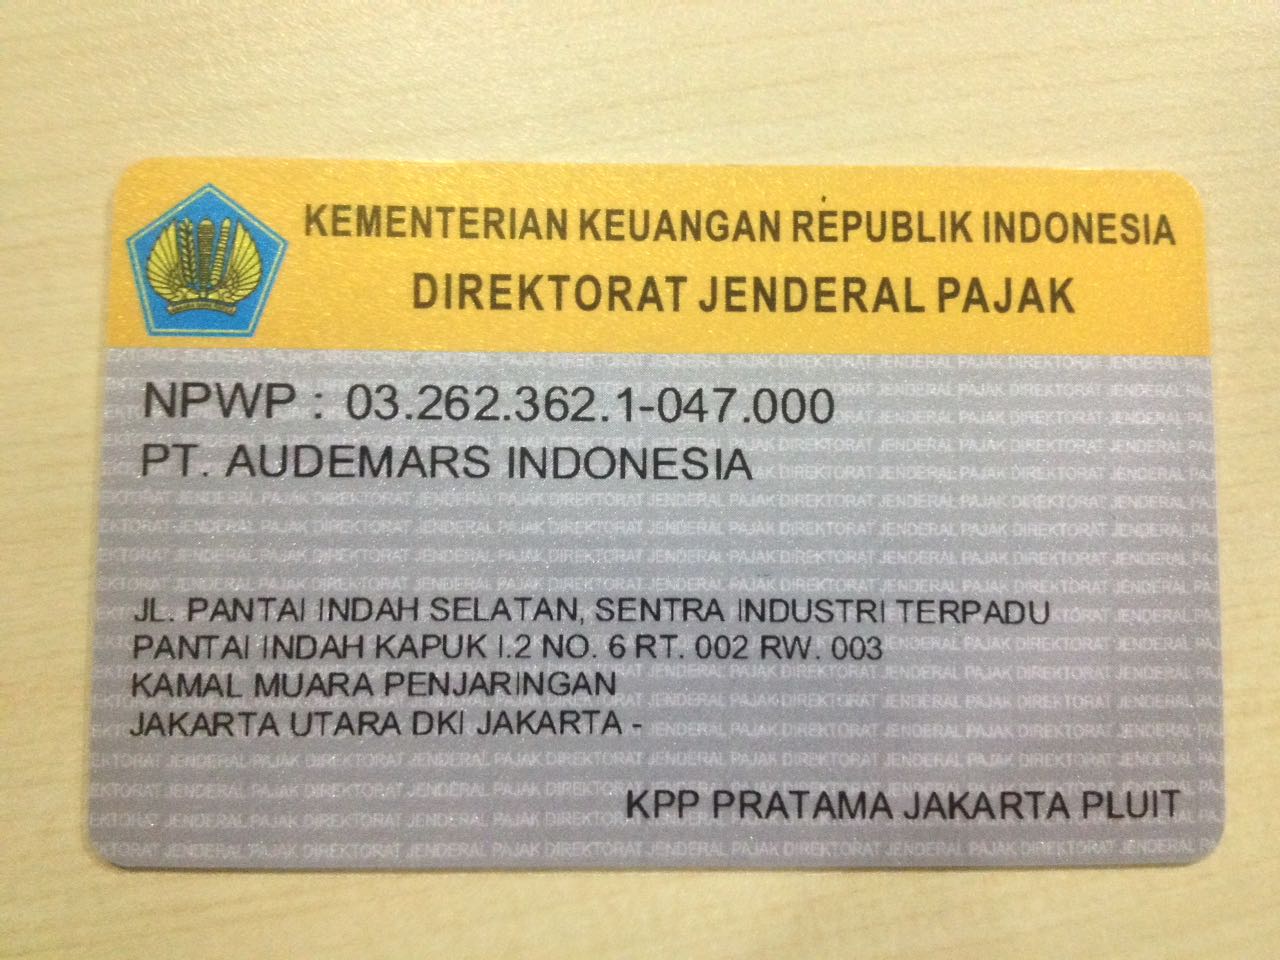 KEMENTERIAN KEUANGAN REPUBLIK INDONESIA
DIREKTORAT JENDERAL PAJAK
NPWP : 03.262.362.1-047.000
PT. AUDEMARS INDONESIA
JL. PANTAI INDAH SELATAN, SENTRA INDUSTRI TERPADU
PANTAI INDAH KAPUK I.2 NO. 6 RT. 002 RW. 003
KAMAL MUARA PENJARINGAN
JAKARTA UTARA DKI JAKARTA -
KPP PRATAMA JAKARTA PLUIT